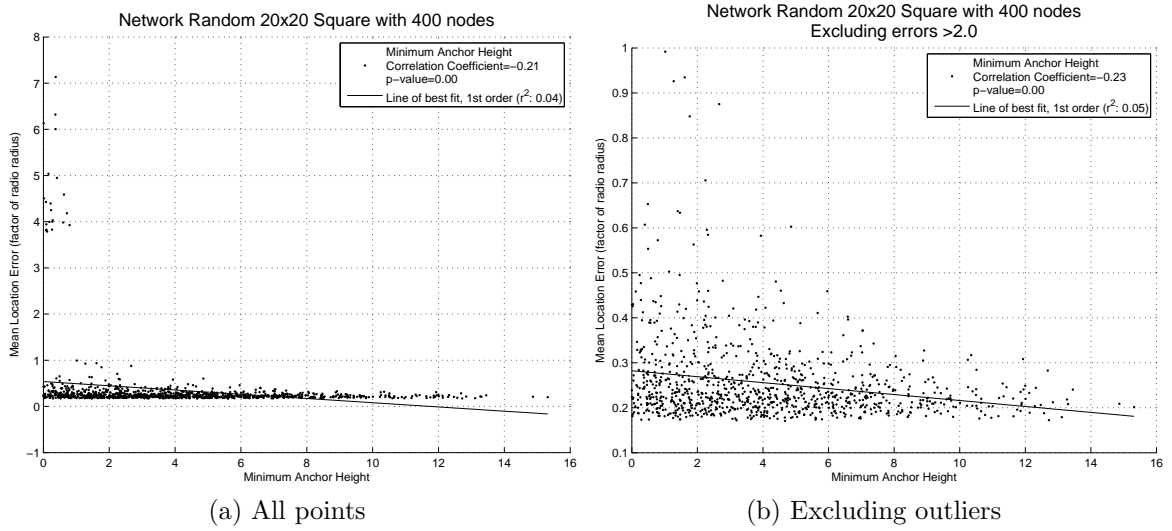 Network Random 20x20 Square with 400 nodes
Minimum Anchor Height
Correlation Coefficient=−0.21
p−value=0.00
Line of best fit, 1st order (r²: 0.04)
8
7
6
5
4
3
2
1
0
−1
Mean Location Error (factor of radio radius)
0 2 4 6 8 10 12 14 16
Minimum Anchor Height
(a) All points
Network Random 20x20 Square with 400 nodes
Excluding errors >2.0
Minimum Anchor Height
Correlation Coefficient=−0.23
p−value=0.00
Line of best fit, 1st order (r²: 0.05)
1
0.9
0.8
0.7
0.6
0.5
0.4
0.3
0.2
0.1
Mean Location Error (factor of radio radius)
0 2 4 6 8 10 12 14 16
Minimum Anchor Height
(b) Excluding outliers